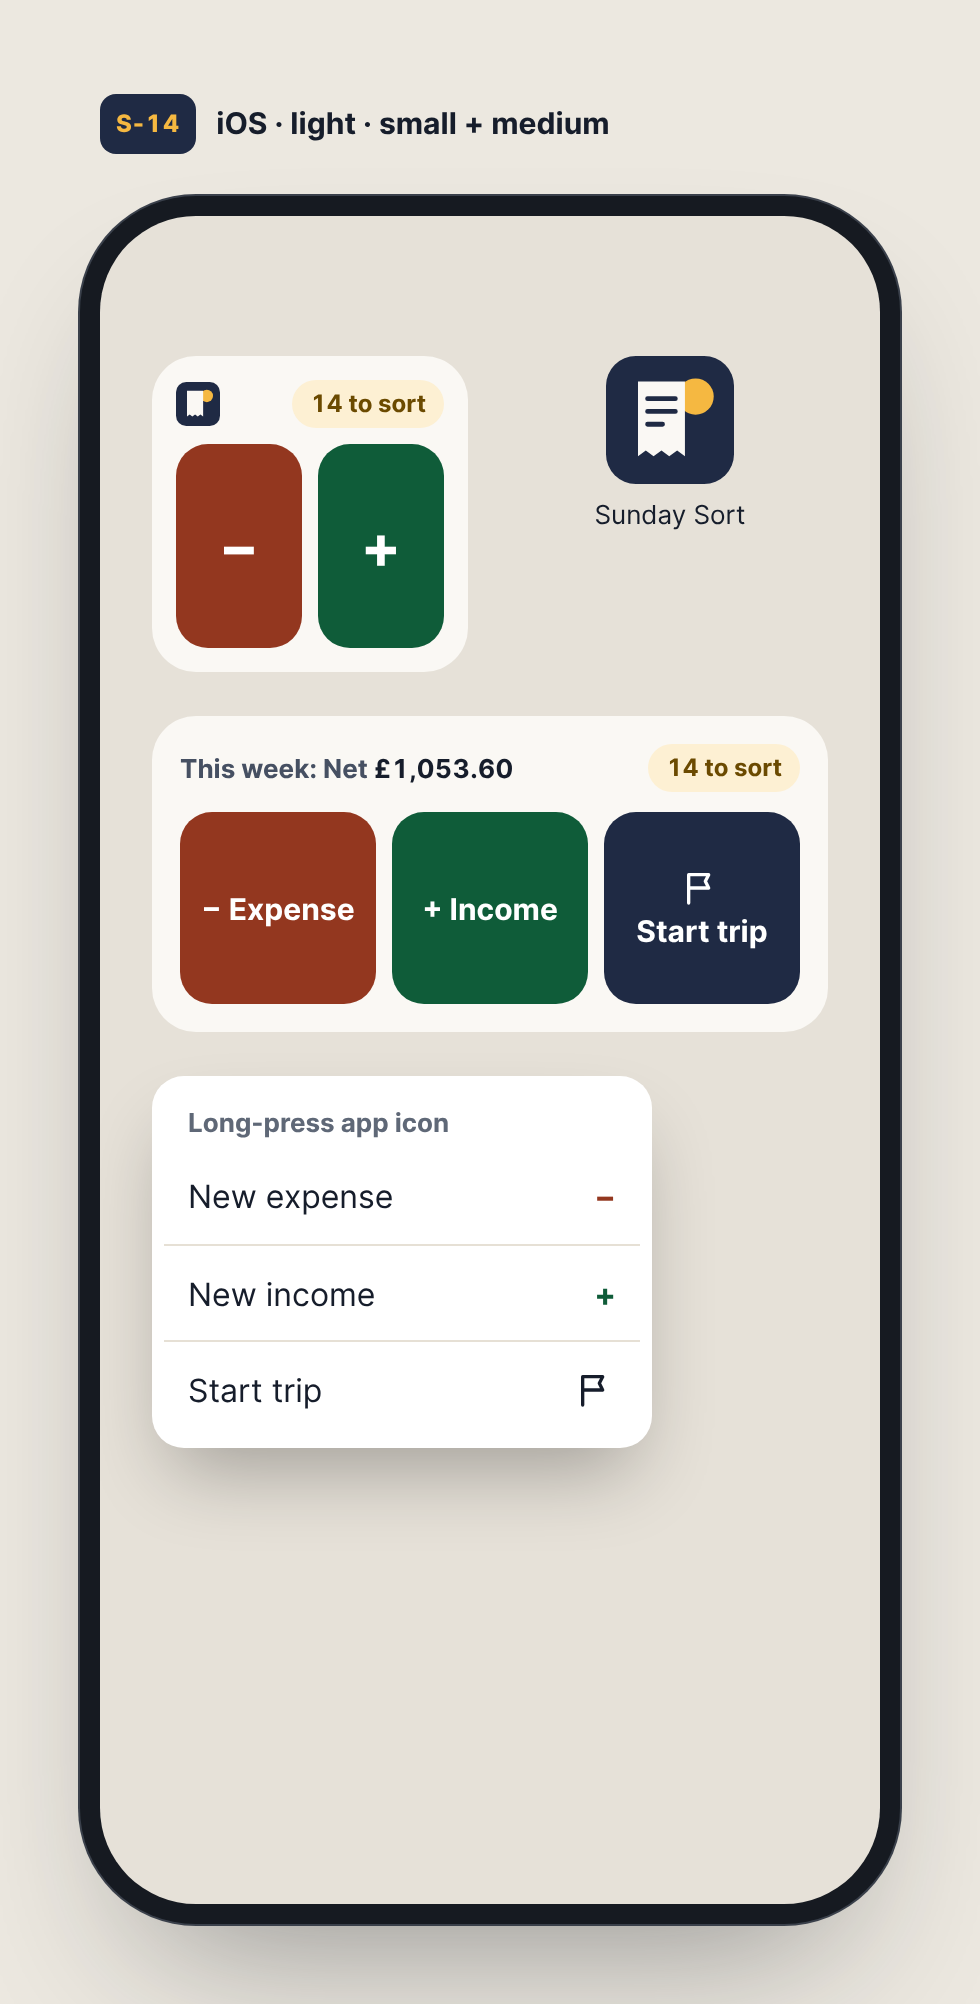 S-14 iOS · light · small + medium
14 to sort
− +
Sunday Sort
This week: Net £1,053.60 14 to sort
− Expense + Income Start trip
Long-press app icon
New expense −
New income +
Start trip